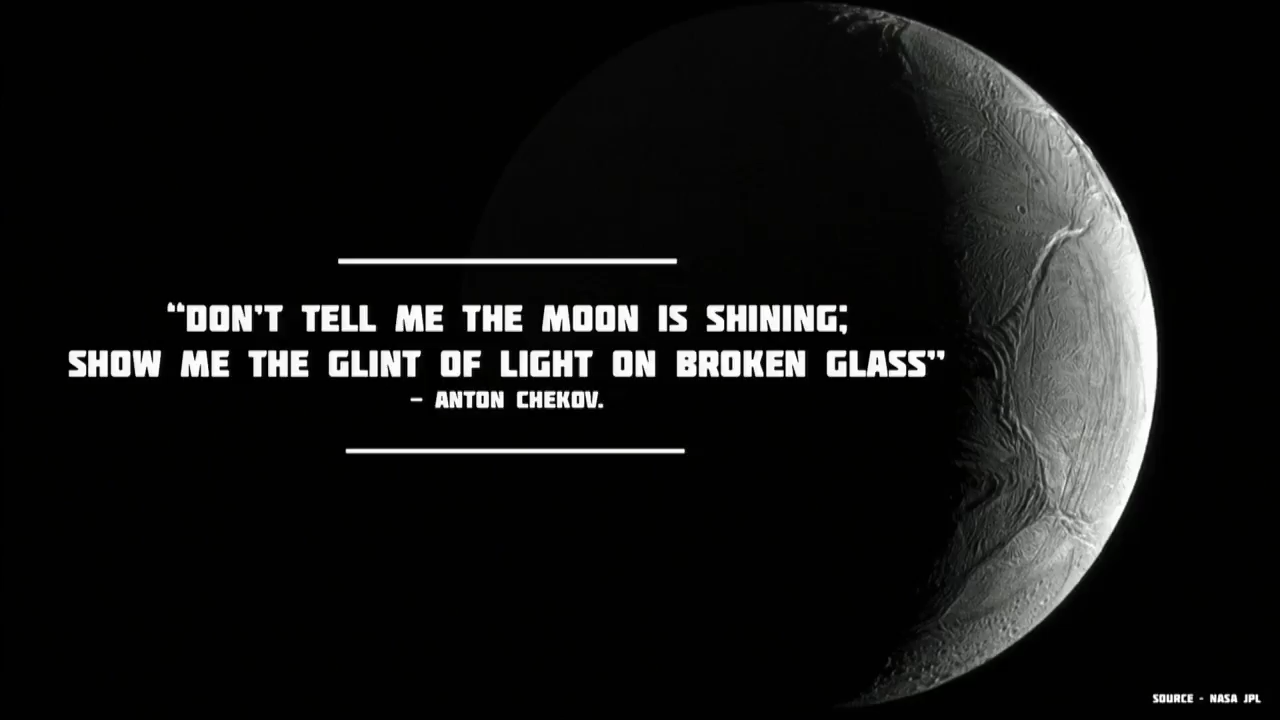 “DON'T TELL ME THE MOON IS SHINING;
SHOW ME THE GLINT OF LIGHT ON BROKEN GLASS”
– ANTON CHEKOV.
SOURCE - NASA JPL